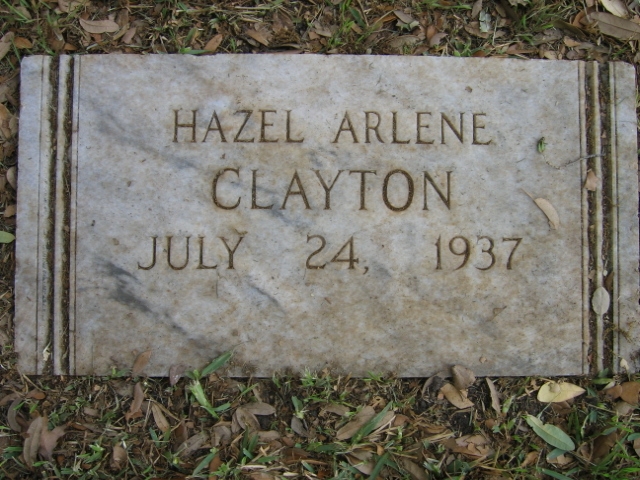 HAZEL ARLENE
CLAYTON
JULY 24, 1937